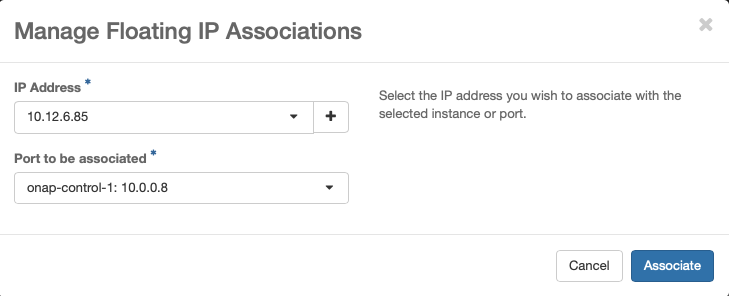 Manage Floating IP Associations
×
IP Address *
10.12.6.85
+
Select the IP address you wish to associate with the
selected instance or port.
Port to be associated *
onap-control-1: 10.0.0.8
Cancel
Associate